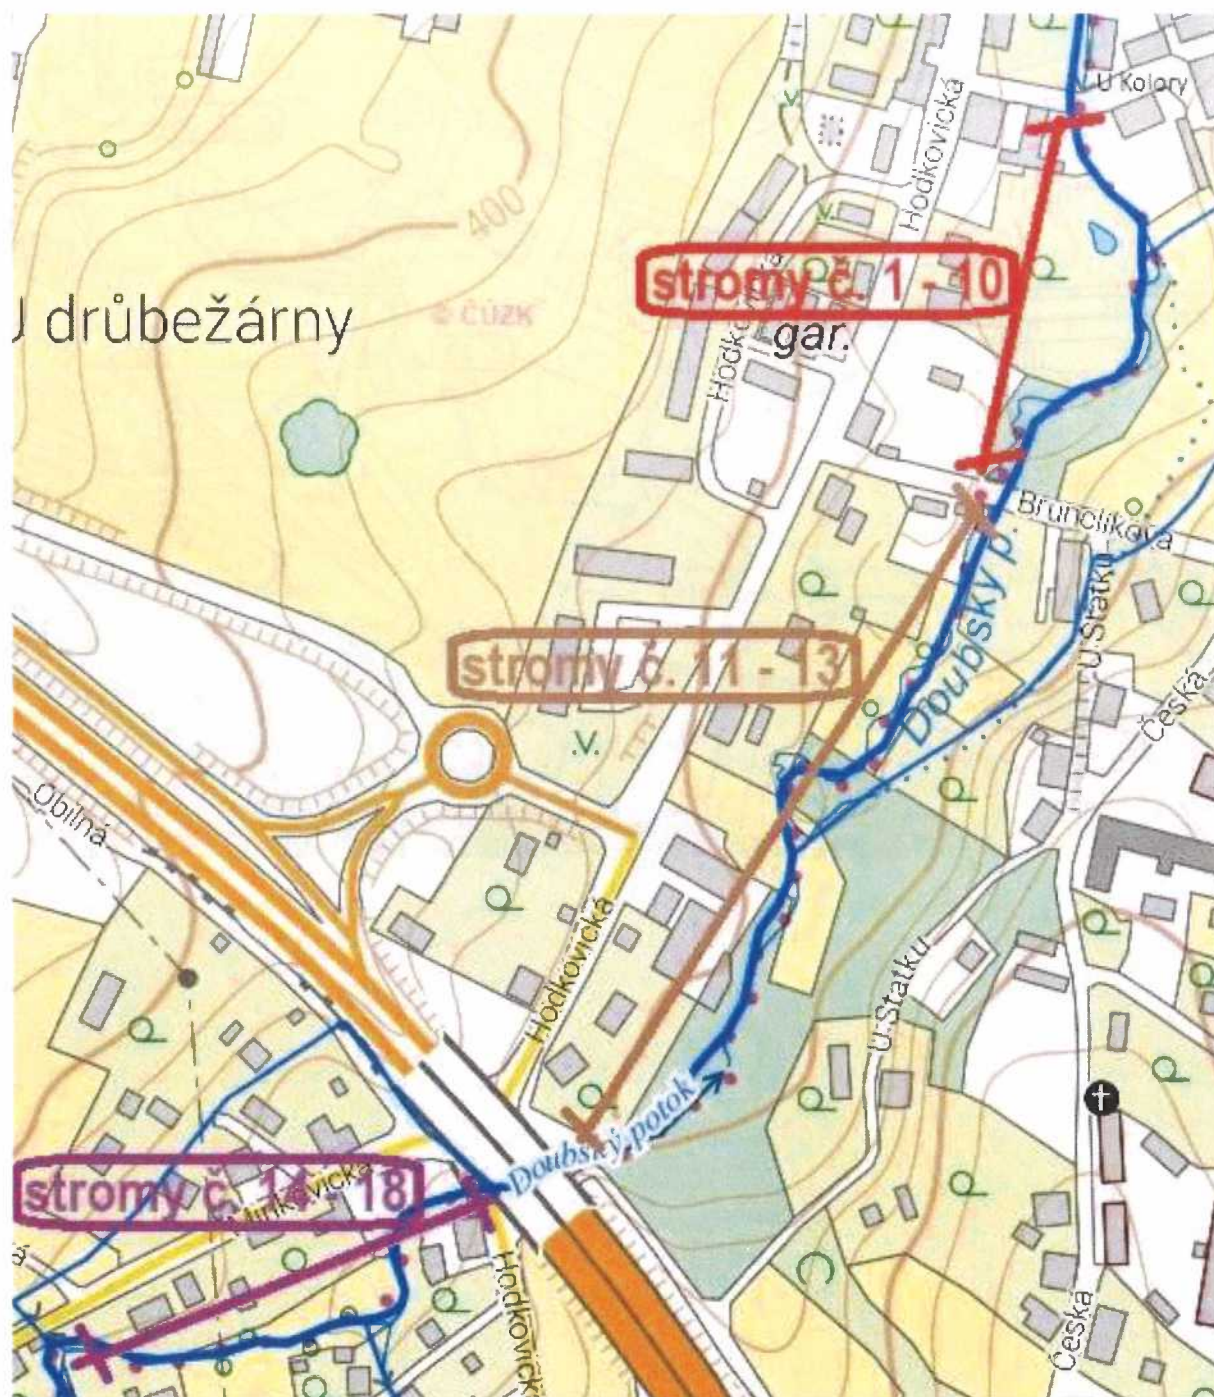 U Kolory
Hodkovická
400
stromy č. 1 - 10
J drůbežárny
© ČÚZK
gar.
Hodkovická
Brunclíkova
Doubský p.
U Statku
stromy č. 11 - 13
Česká
Obilná
Hodkovická
U Statku
Doubský potok
stromy č. 14 - 18
Minkovická
á
Hodkovická
Česká